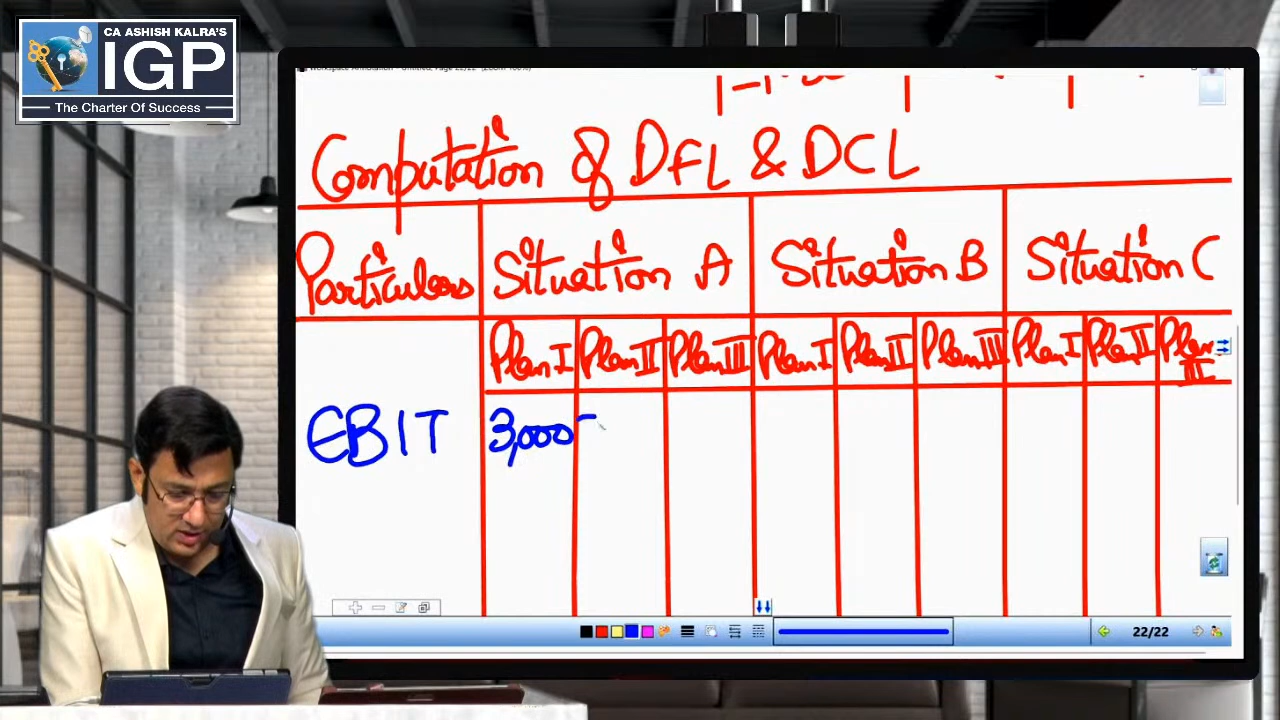 CA ASHISH KALRA'S
IGP
The Charter Of Success
Computation of DFL & DCL
Particulars Situation A Situation B Situation C
Plan I Plan II Plan III Plan I Plan II Plan III Plan I Plan II Plan III
EBIT 3,000
22/22